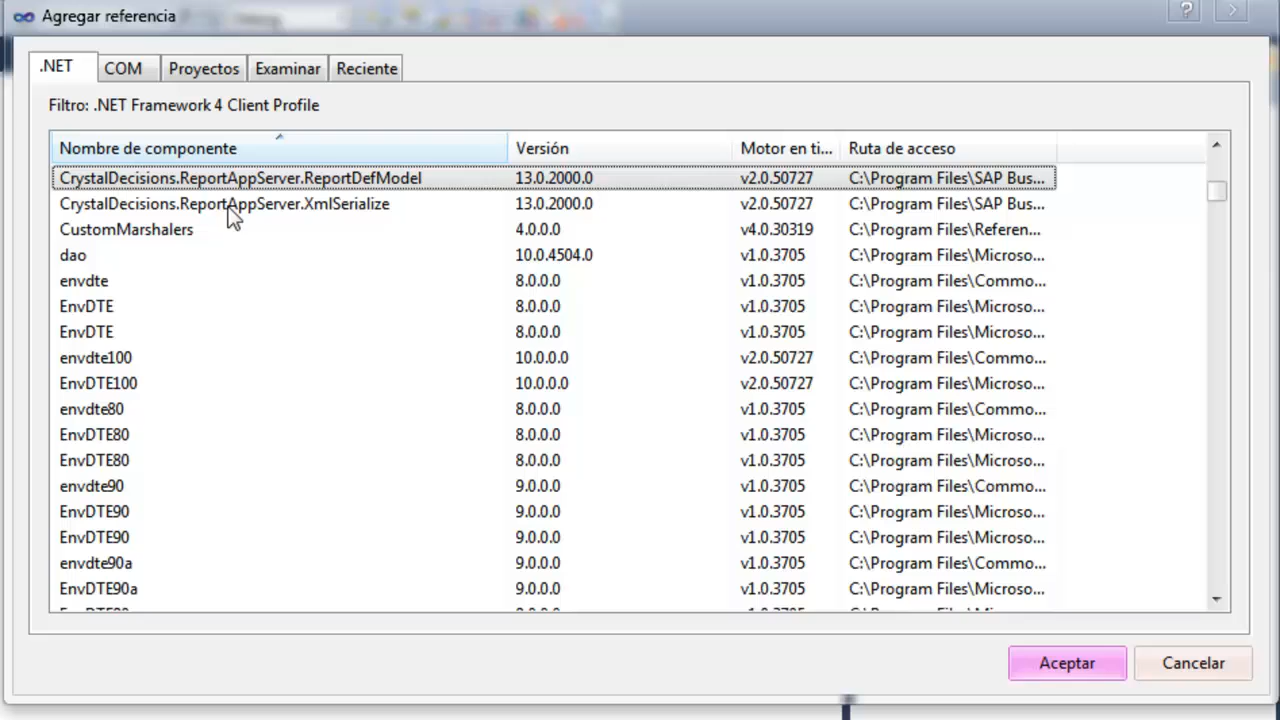 Agregar referencia
.NET COM Proyectos Examinar Reciente
Filtro: .NET Framework 4 Client Profile
Nombre de componente Versión Motor en ti... Ruta de acceso
CrystalDecisions.ReportAppServer.ReportDefModel 13.0.2000.0 v2.0.50727 C:\Program Files\SAP Bus...
CrystalDecisions.ReportAppServer.XmlSerialize 13.0.2000.0 v2.0.50727 C:\Program Files\SAP Bus...
CustomMarshalers 4.0.0.0 v4.0.30319 C:\Program Files\Referen...
dao 10.0.4504.0 v1.0.3705 C:\Program Files\Microso...
envdte 8.0.0.0 v1.0.3705 C:\Program Files\Commo...
EnvDTE 8.0.0.0 v1.0.3705 C:\Program Files\Microso...
EnvDTE 8.0.0.0 v1.0.3705 C:\Program Files\Microso...
envdte100 10.0.0.0 v2.0.50727 C:\Program Files\Commo...
EnvDTE100 10.0.0.0 v2.0.50727 C:\Program Files\Microso...
envdte80 8.0.0.0 v1.0.3705 C:\Program Files\Commo...
EnvDTE80 8.0.0.0 v1.0.3705 C:\Program Files\Microso...
EnvDTE80 8.0.0.0 v1.0.3705 C:\Program Files\Microso...
envdte90 9.0.0.0 v1.0.3705 C:\Program Files\Commo...
EnvDTE90 9.0.0.0 v1.0.3705 C:\Program Files\Microso...
EnvDTE90 9.0.0.0 v1.0.3705 C:\Program Files\Microso...
envdte90a 9.0.0.0 v1.0.3705 C:\Program Files\Commo...
EnvDTE90a 9.0.0.0 v1.0.3705 C:\Program Files\Microso...
Aceptar Cancelar